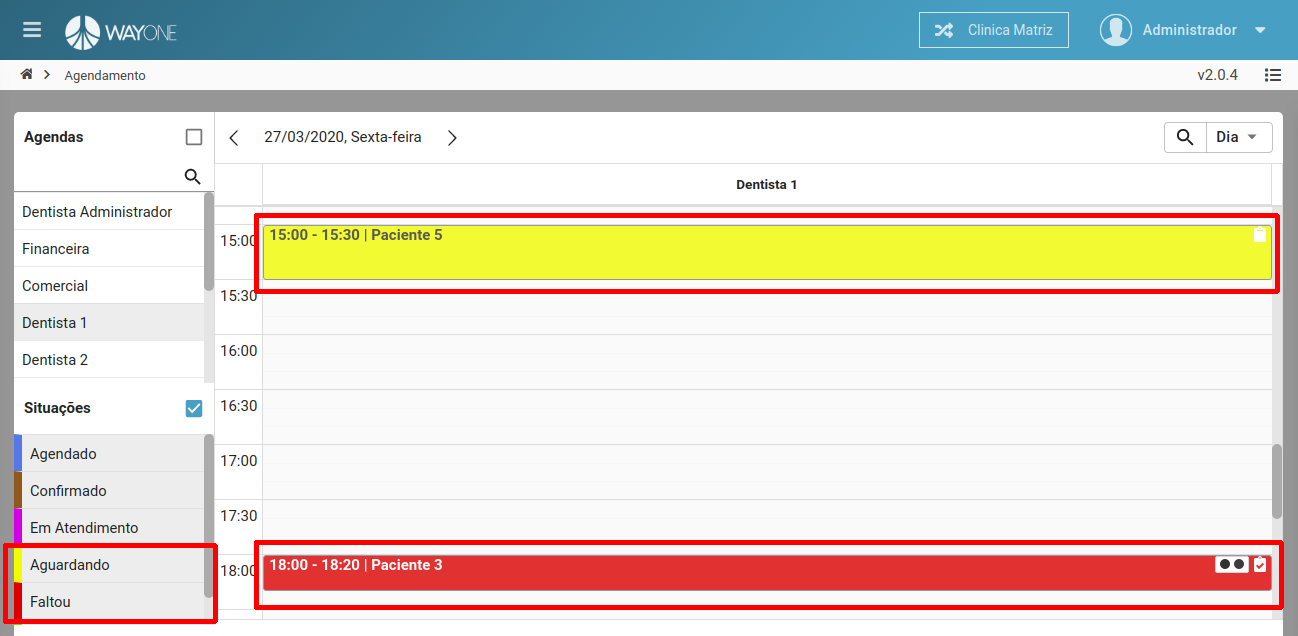 WAYONE
Clinica Matriz
Administrador
Agendamento
v2.0.4
Agendas
27/03/2020, Sexta-feira
Dia
Dentista 1
Dentista Administrador
Financeira
Comercial
Dentista 1
Dentista 2
Situações
Agendado
Confirmado
Em Atendimento
Aguardando
Faltou
15:00
15:00 - 15:30 | Paciente 5
15:30
16:00
16:30
17:00
17:30
18:00
18:00 - 18:20 | Paciente 3